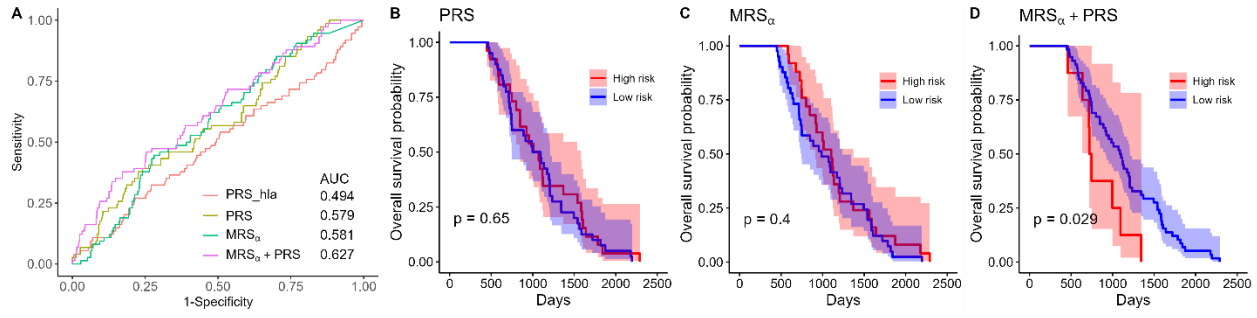 A
1.00
0.75
0.50
0.25
0.00
Sensitivity
0.00 0.25 0.50 0.75 1.00
1-Specificity
AUC
PRS_hla 0.494
PRS 0.579
MRSα 0.581
MRSα + PRS 0.627
B
PRS
1.00
0.75
0.50
0.25
0.00
Overall survival probability
High risk
Low risk
p = 0.65
0 500 1000 1500 2000 2500
Days
C
MRSα
1.00
0.75
0.50
0.25
0.00
Overall survival probability
High risk
Low risk
p = 0.4
0 500 1000 1500 2000 2500
Days
D
MRSα + PRS
1.00
0.75
0.50
0.25
0.00
Overall survival probability
High risk
Low risk
p = 0.029
0 500 1000 1500 2000 2500
Days